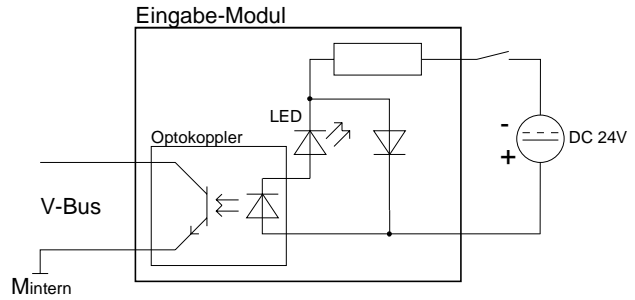 Eingabe-Modul
LED
Optokoppler
-
+
DC 24V
V-Bus
Mintern